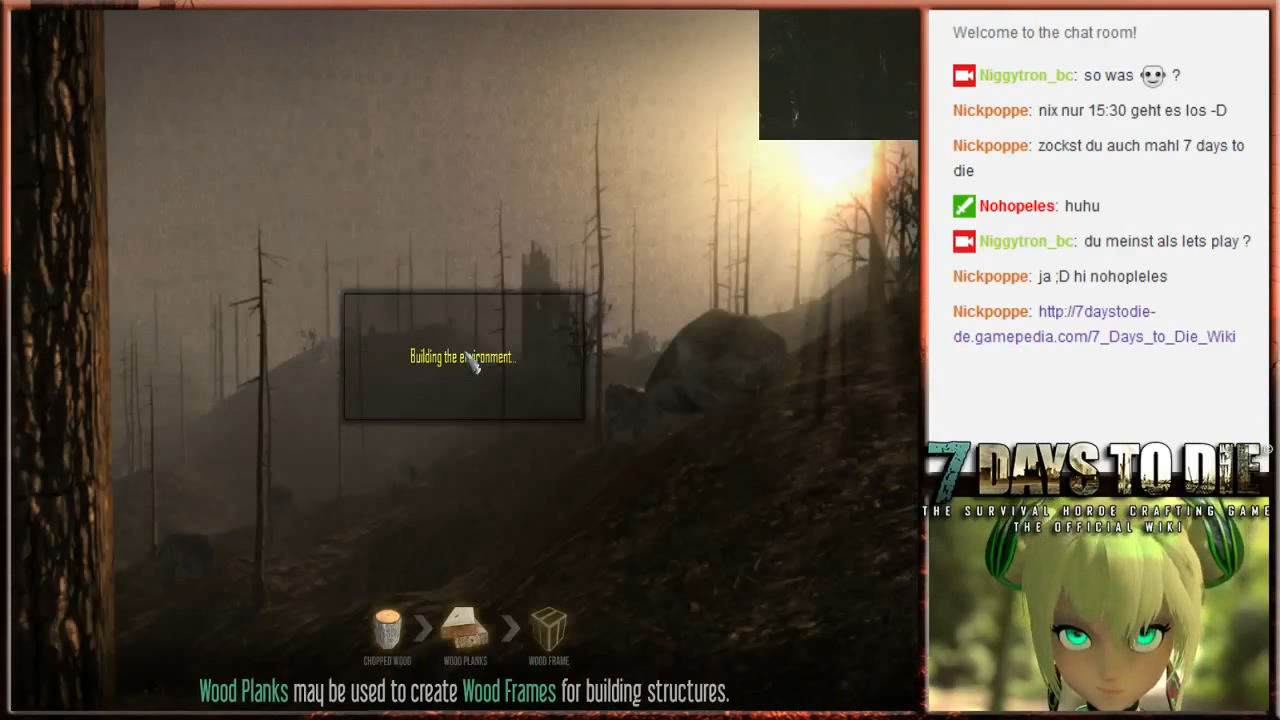 Welcome to the chat room!
Niggytron_bc: so was ?
Nickpoppe: nix nur 15:30 geht es los -D
Nickpoppe: zockst du auch mahl 7 days to
die
Nohopeles: huhu
Niggytron_bc: du meinst als lets play ?
Nickpoppe: ja ;D hi nohopleles
Nickpoppe: http://7daystodie-
de.gamepedia.com/7_Days_to_Die_Wiki
Building the environment...
7 DAYS TO DIE
THE SURVIVAL HORDE CRAFTING GAME
THE OFFICIAL WIKI
CHOPPED WOOD
WOOD PLANKS
WOOD FRAME
Wood Planks may be used to create Wood Frames for building structures.